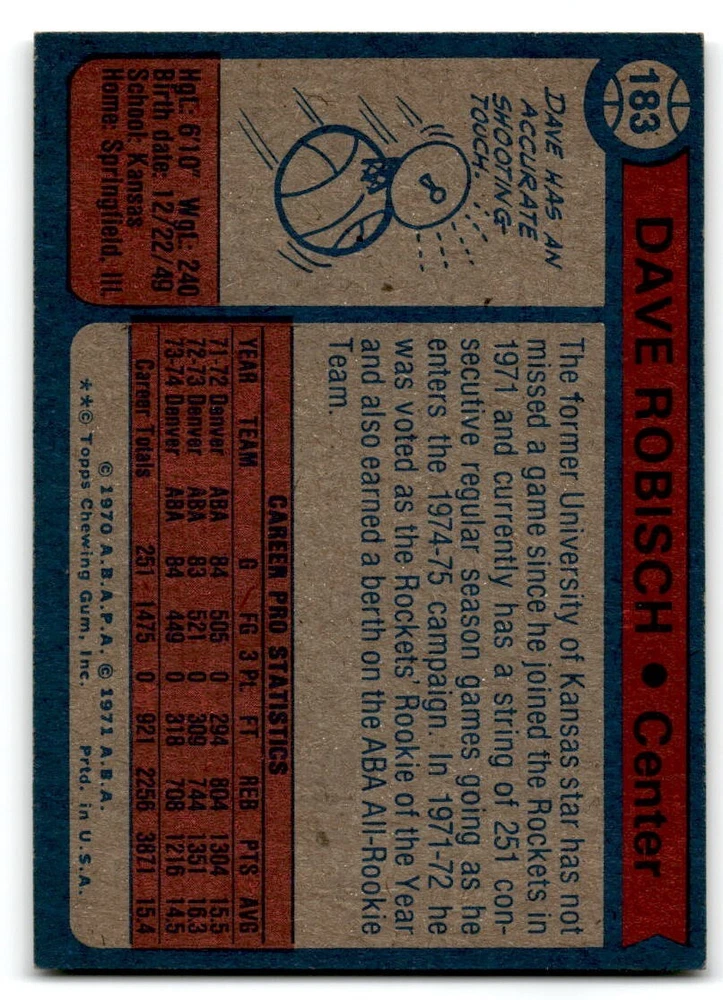 183
DAVE ROBISCH • Center
DAVE HAS AN
ACCURATE
SHOOTING
TOUCH.
Hgt.: 6'10" Wgt.: 240
Birth date: 12/22/49
School: Kansas
Home: Springfield, Ill.
The former University of Kansas star has not
missed a game since he joined the Rockets in
1971 and currently has a string of 251 con-
secutive regular season games going as he
enters the 1974-75 campaign. In 1971-72 he
was voted as the Rockets' Rookie of the Year
and also earned a berth on the ABA All-Rookie
Team.
CAREER PRO STATISTICS
YEAR TEAM G FG 3 Pt. FT REB PTS AVG
71-72 Denver ABA 84 505 0 294 804 1304 15.5
72-73 Denver ABA 83 521 0 309 744 1351 16.3
73-74 Denver ABA 84 449 0 318 708 1216 14.5
Career Totals 251 1475 0 921 2256 3871 15.4
© 1970 A.B.A.P.A. © 1971 A.B.A.
**© Topps Chewing Gum, Inc. Prtd. in U.S.A.